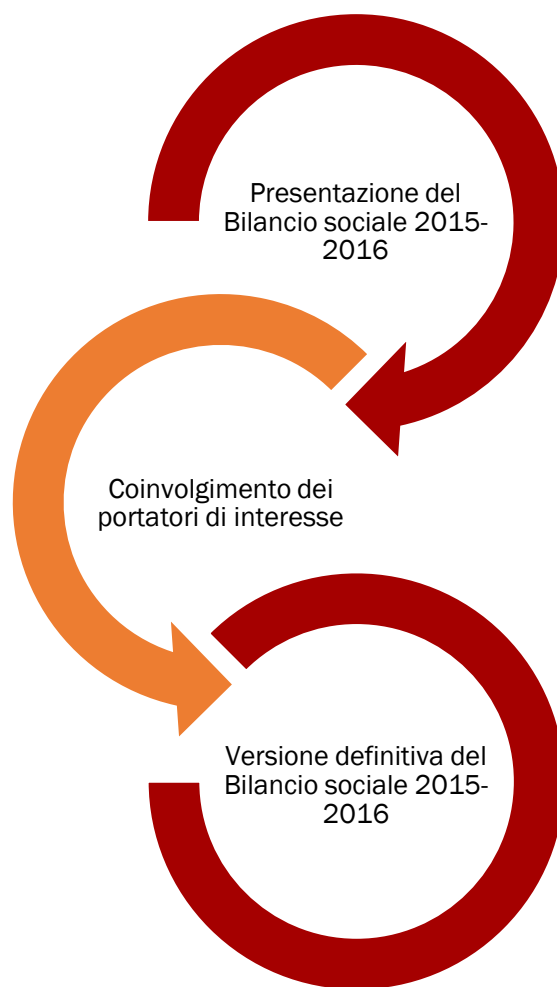 Presentazione del
Bilancio sociale 2015-
2016
Coinvolgimento dei
portatori di interesse
Versione definitiva del
Bilancio sociale 2015-
2016